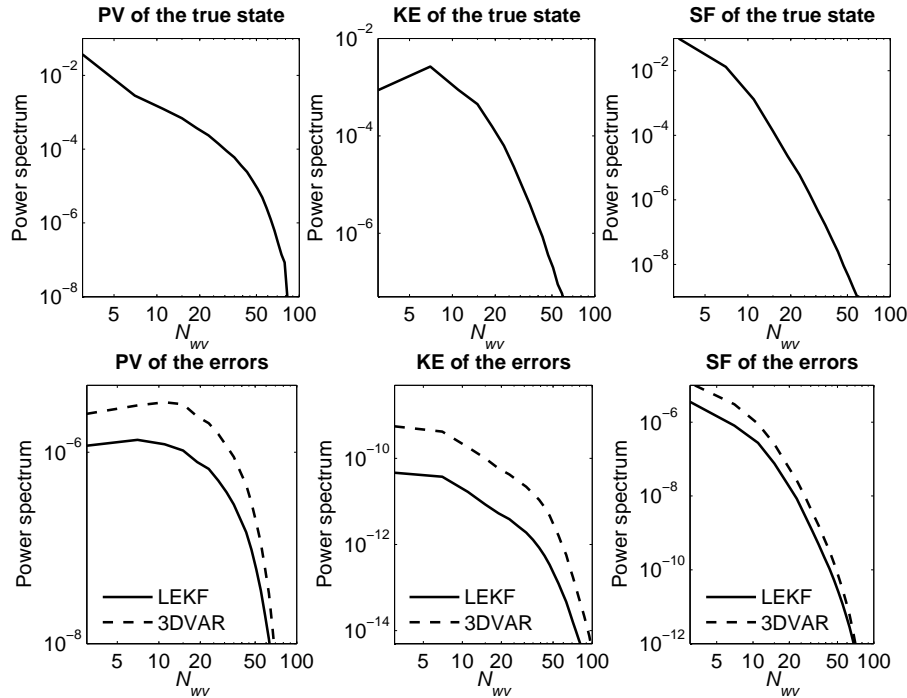 PV of the true state
KE of the true state
SF of the true state
Power spectrum
10⁻²
10⁻⁴
10⁻⁶
10⁻⁸
5 10 20 50 100
N_wv
Power spectrum
10⁻²
10⁻⁴
10⁻⁶
5 10 20 50 100
N_wv
Power spectrum
10⁻²
10⁻⁴
10⁻⁶
10⁻⁸
5 10 20 50 100
N_wv
PV of the errors
KE of the errors
SF of the errors
Power spectrum
10⁻⁶
10⁻⁸
LEKF
3DVAR
5 10 20 50 100
N_wv
Power spectrum
10⁻¹⁰
10⁻¹²
10⁻¹⁴
LEKF
3DVAR
5 10 20 50 100
N_wv
Power spectrum
10⁻⁶
10⁻⁸
10⁻¹⁰
10⁻¹²
LEKF
3DVAR
5 10 20 50 100
N_wv